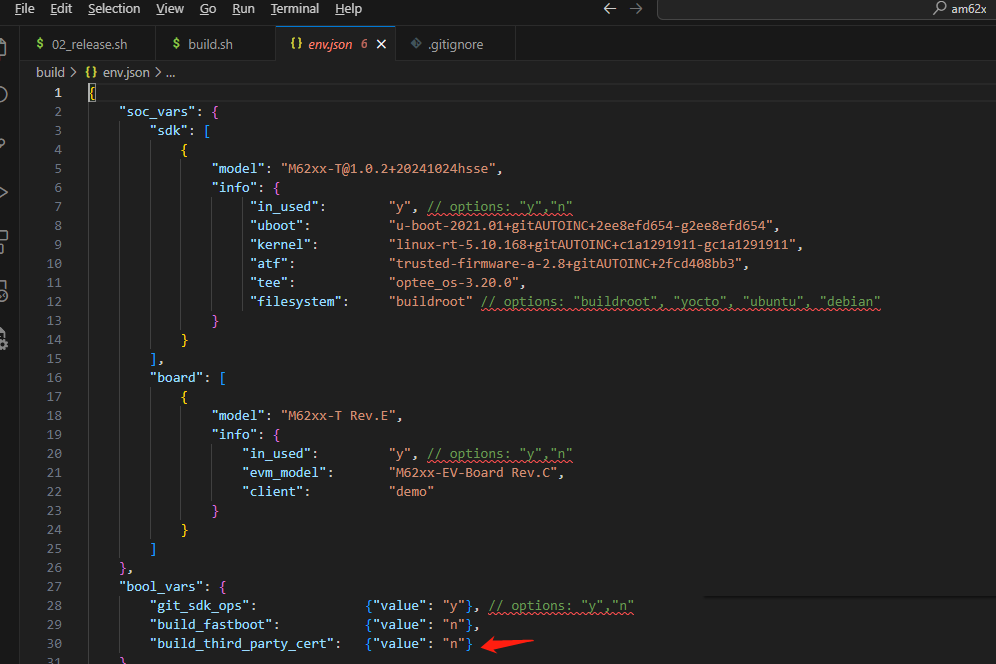 File Edit Selection View Go Run Terminal Help am62x
$ 02_release.sh $ build.sh {} env.json 6 .gitignore
build > {} env.json > ...
1 {
2 "soc_vars": {
3 "sdk": [
4 {
5 "model": "M62xx-T@1.0.2+20241024hsse",
6 "info": {
7 "in_used": "y", // options: "y","n"
8 "uboot": "u-boot-2021.01+gitAUTOINC+2ee8efd654-g2ee8efd654",
9 "kernel": "linux-rt-5.10.168+gitAUTOINC+c1a1291911-gc1a1291911",
10 "atf": "trusted-firmware-a-2.8+gitAUTOINC+2fcd408bb3",
11 "tee": "optee_os-3.20.0",
12 "filesystem": "buildroot" // options: "buildroot", "yocto", "ubuntu", "debian"
13 }
14 }
15 ],
16 "board": [
17 {
18 "model": "M62xx-T Rev.E",
19 "info": {
20 "in_used": "y", // options: "y","n"
21 "evm_model": "M62xx-EV-Board Rev.C",
22 "client": "demo"
23 }
24 }
25 ]
26 },
27 "bool_vars": {
28 "git_sdk_ops": {"value": "y"}, // options: "y","n"
29 "build_fastboot": {"value": "n"},
30 "build_third_party_cert": {"value": "n"}
31 }